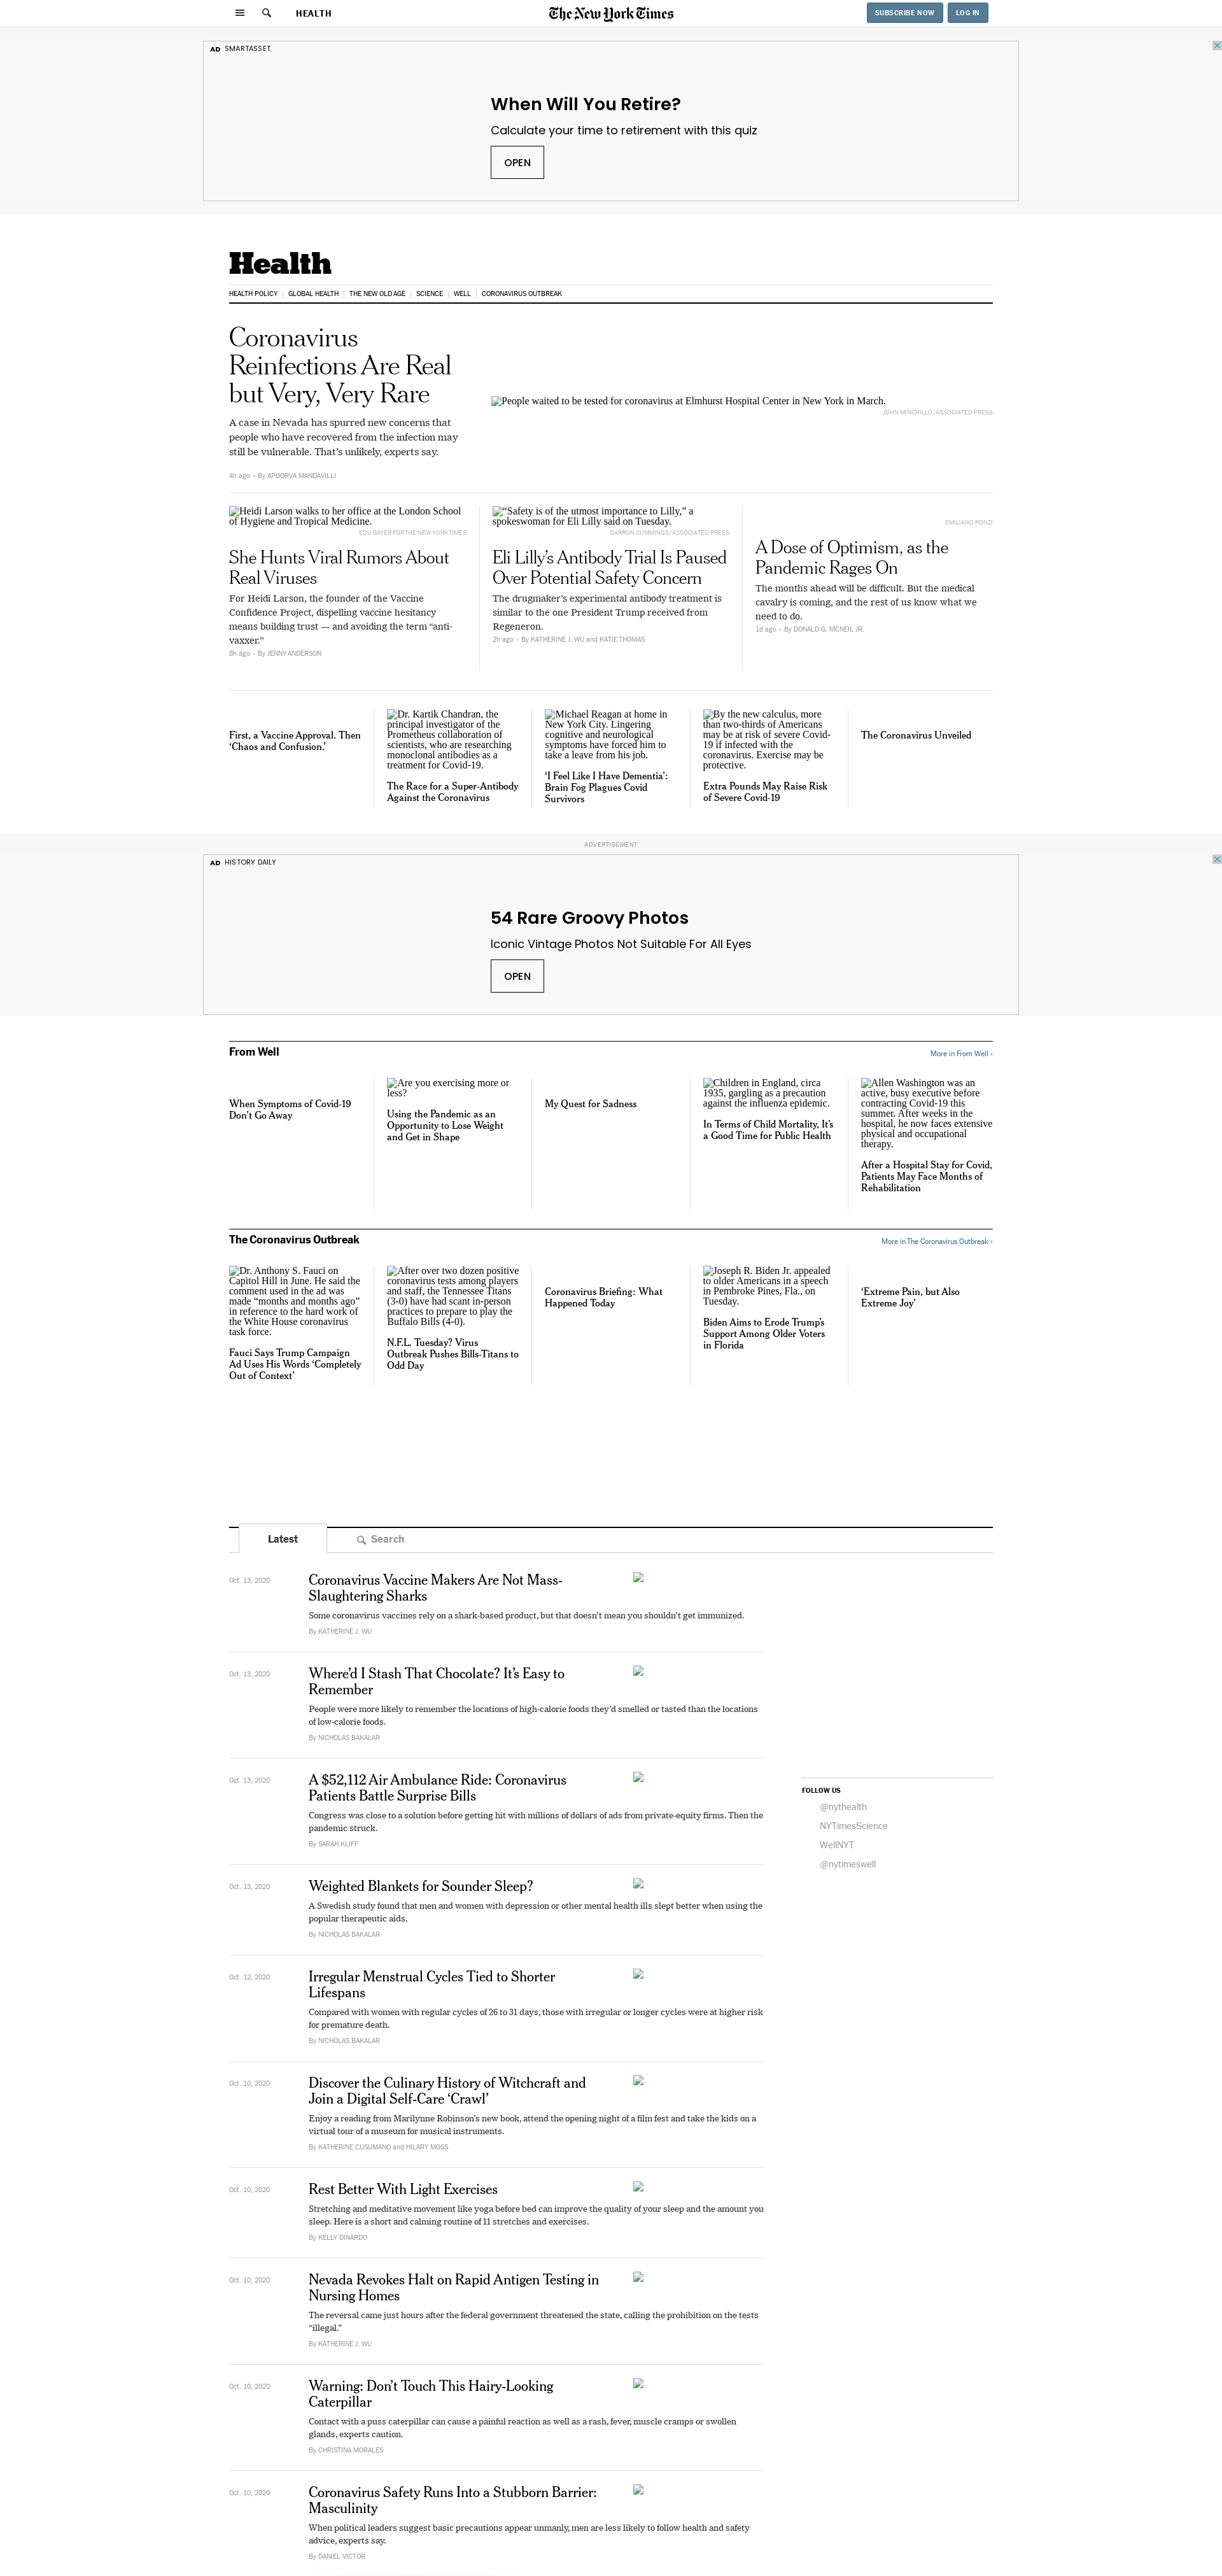 HEALTH
The New York Times
SUBSCRIBE NOW
LOG IN
AD SMARTASSET
When Will You Retire?
Calculate your time to retirement with this quiz
OPEN
Health
HEALTH POLICY
GLOBAL HEALTH
THE NEW OLD AGE
SCIENCE
WELL
CORONAVIRUS OUTBREAK
Coronavirus
Reinfections Are Real
but Very, Very Rare
A case in Nevada has spurred new concerns that
people who have recovered from the infection may
still be vulnerable. That’s unlikely, experts say.
4h ago - By APOORVA MANDAVILLI
People waited to be tested for coronavirus at Elmhurst Hospital Center in New York in March.
JOHN MINCHILLO/ASSOCIATED PRESS
Heidi Larson walks to her office at the London School
of Hygiene and Tropical Medicine.
EDU BAYER FOR THE NEW YORK TIMES
She Hunts Viral Rumors About
Real Viruses
For Heidi Larson, the founder of the Vaccine
Confidence Project, dispelling vaccine hesitancy
means building trust — and avoiding the term “anti-
vaxxer.”
8h ago - By JENNY ANDERSON
“Safety is of the utmost importance to Lilly,” a
spokeswoman for Eli Lilly said on Tuesday.
DARRON CUMMINGS/ASSOCIATED PRESS
Eli Lilly’s Antibody Trial Is Paused
Over Potential Safety Concern
The drugmaker’s experimental antibody treatment is
similar to the one President Trump received from
Regeneron.
2h ago - By KATHERINE J. WU and KATIE THOMAS
EMILIANO PONZI
A Dose of Optimism, as the
Pandemic Rages On
The months ahead will be difficult. But the medical
cavalry is coming, and the rest of us know what we
need to do.
1d ago - By DONALD G. MCNEIL JR.
First, a Vaccine Approval. Then
‘Chaos and Confusion.’
Dr. Kartik Chandran, the
principal investigator of the
Prometheus collaboration of
scientists, who are researching
monoclonal antibodies as a
treatment for Covid-19.
The Race for a Super-Antibody
Against the Coronavirus
Michael Reagan at home in
New York City. Lingering
cognitive and neurological
symptoms have forced him to
take a leave from his job.
‘I Feel Like I Have Dementia’:
Brain Fog Plagues Covid
Survivors
By the new calculus, more
than two-thirds of Americans
may be at risk of severe Covid-
19 if infected with the
coronavirus. Exercise may be
protective.
Extra Pounds May Raise Risk
of Severe Covid-19
The Coronavirus Unveiled
ADVERTISEMENT
AD HISTORY DAILY
54 Rare Groovy Photos
Iconic Vintage Photos Not Suitable For All Eyes
OPEN
From Well
More in From Well ›
When Symptoms of Covid-19
Don’t Go Away
Are you exercising more or
less?
Using the Pandemic as an
Opportunity to Lose Weight
and Get in Shape
My Quest for Sadness
Children in England, circa
1935, gargling as a precaution
against the influenza epidemic.
In Terms of Child Mortality, It’s
a Good Time for Public Health
Allen Washington was an
active, busy executive before
contracting Covid-19 this
summer. After weeks in the
hospital, he now faces extensive
physical and occupational
therapy.
After a Hospital Stay for Covid,
Patients May Face Months of
Rehabilitation
The Coronavirus Outbreak
More in The Coronavirus Outbreak ›
Dr. Anthony S. Fauci on
Capitol Hill in June. He said the
comment used in the ad was
made “months and months ago”
in reference to the hard work of
the White House coronavirus
task force.
Fauci Says Trump Campaign
Ad Uses His Words ‘Completely
Out of Context’
After over two dozen positive
coronavirus tests among players
and staff, the Tennessee Titans
(3-0) have had scant in-person
practices to prepare to play the
Buffalo Bills (4-0).
N.F.L. Tuesday? Virus
Outbreak Pushes Bills-Titans to
Odd Day
Coronavirus Briefing: What
Happened Today
Joseph R. Biden Jr. appealed
to older Americans in a speech
in Pembroke Pines, Fla., on
Tuesday.
Biden Aims to Erode Trump’s
Support Among Older Voters
in Florida
‘Extreme Pain, but Also
Extreme Joy’
Latest
Search
Oct. 13, 2020
Coronavirus Vaccine Makers Are Not Mass-
Slaughtering Sharks
Some coronavirus vaccines rely on a shark-based product, but that doesn't mean you shouldn't get immunized.
By KATHERINE J. WU
Oct. 13, 2020
Where’d I Stash That Chocolate? It’s Easy to
Remember
People were more likely to remember the locations of high-calorie foods they’d smelled or tasted than the locations
of low-calorie foods.
By NICHOLAS BAKALAR
Oct. 13, 2020
A $52,112 Air Ambulance Ride: Coronavirus
Patients Battle Surprise Bills
Congress was close to a solution before getting hit with millions of dollars of ads from private-equity firms. Then the
pandemic struck.
By SARAH KLIFF
Oct. 13, 2020
Weighted Blankets for Sounder Sleep?
A Swedish study found that men and women with depression or other mental health ills slept better when using the
popular therapeutic aids.
By NICHOLAS BAKALAR
Oct. 12, 2020
Irregular Menstrual Cycles Tied to Shorter
Lifespans
Compared with women with regular cycles of 26 to 31 days, those with irregular or longer cycles were at higher risk
for premature death.
By NICHOLAS BAKALAR
Oct. 10, 2020
Discover the Culinary History of Witchcraft and
Join a Digital Self-Care ‘Crawl’
Enjoy a reading from Marilynne Robinson’s new book, attend the opening night of a film fest and take the kids on a
virtual tour of a museum for musical instruments.
By KATHERINE CUSUMANO and HILARY MOSS
Oct. 10, 2020
Rest Better With Light Exercises
Stretching and meditative movement like yoga before bed can improve the quality of your sleep and the amount you
sleep. Here is a short and calming routine of 11 stretches and exercises.
By KELLY DINARDO
Oct. 10, 2020
Nevada Revokes Halt on Rapid Antigen Testing in
Nursing Homes
The reversal came just hours after the federal government threatened the state, calling the prohibition on the tests
“illegal.”
By KATHERINE J. WU
Oct. 10, 2020
Warning: Don’t Touch This Hairy-Looking
Caterpillar
Contact with a puss caterpillar can cause a painful reaction as well as a rash, fever, muscle cramps or swollen
glands, experts caution.
By CHRISTINA MORALES
Oct. 10, 2020
Coronavirus Safety Runs Into a Stubborn Barrier:
Masculinity
When political leaders suggest basic precautions appear unmanly, men are less likely to follow health and safety
advice, experts say.
By DANIEL VICTOR
FOLLOW US
@nythealth
NYTimesScience
WellNYT
@nytimeswell